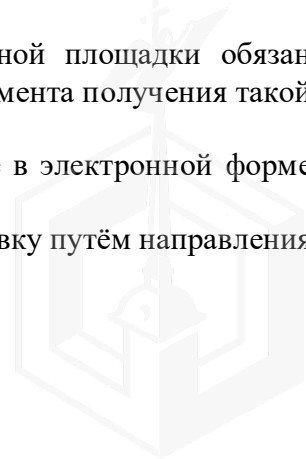 ной площадки обязан
мента получения такой
в электронной форме
вку путём направления